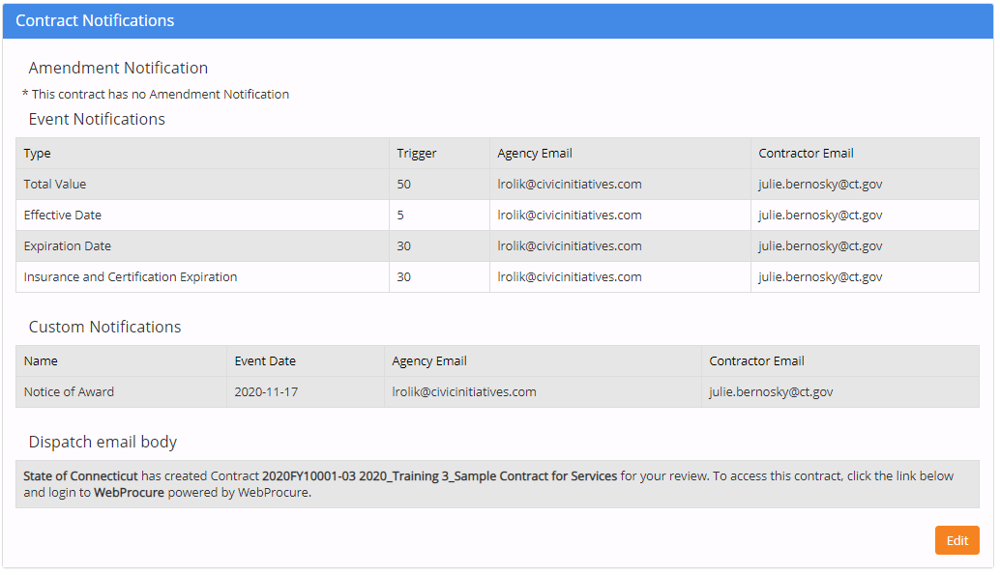 Contract Notifications
Amendment Notification
* This contract has no Amendment Notification
Event Notifications
Type Trigger Agency Email Contractor Email
Total Value 50 lrolik@civicinitiatives.com julie.bernosky@ct.gov
Effective Date 5 lrolik@civicinitiatives.com julie.bernosky@ct.gov
Expiration Date 30 lrolik@civicinitiatives.com julie.bernosky@ct.gov
Insurance and Certification Expiration 30 lrolik@civicinitiatives.com julie.bernosky@ct.gov
Custom Notifications
Name Event Date Agency Email Contractor Email
Notice of Award 2020-11-17 lrolik@civicinitiatives.com julie.bernosky@ct.gov
Dispatch email body
State of Connecticut has created Contract 2020FY10001-03 2020_Training 3_Sample Contract for Services for your review. To access this contract, click the link below
and login to WebProcure powered by WebProcure.
Edit